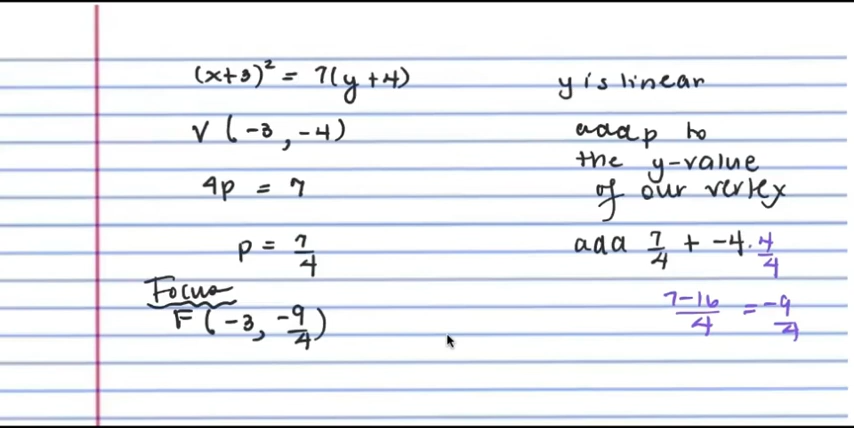 (x+3)² = 7(y+4)
V (-3, -4)
4p = 7
p = 7/4
Focus
F (-3, -9/4)
y is linear
add p to
the y-value
of our vertex
add 7/4 + -4 · 4/4
7-16/4 = -9/4